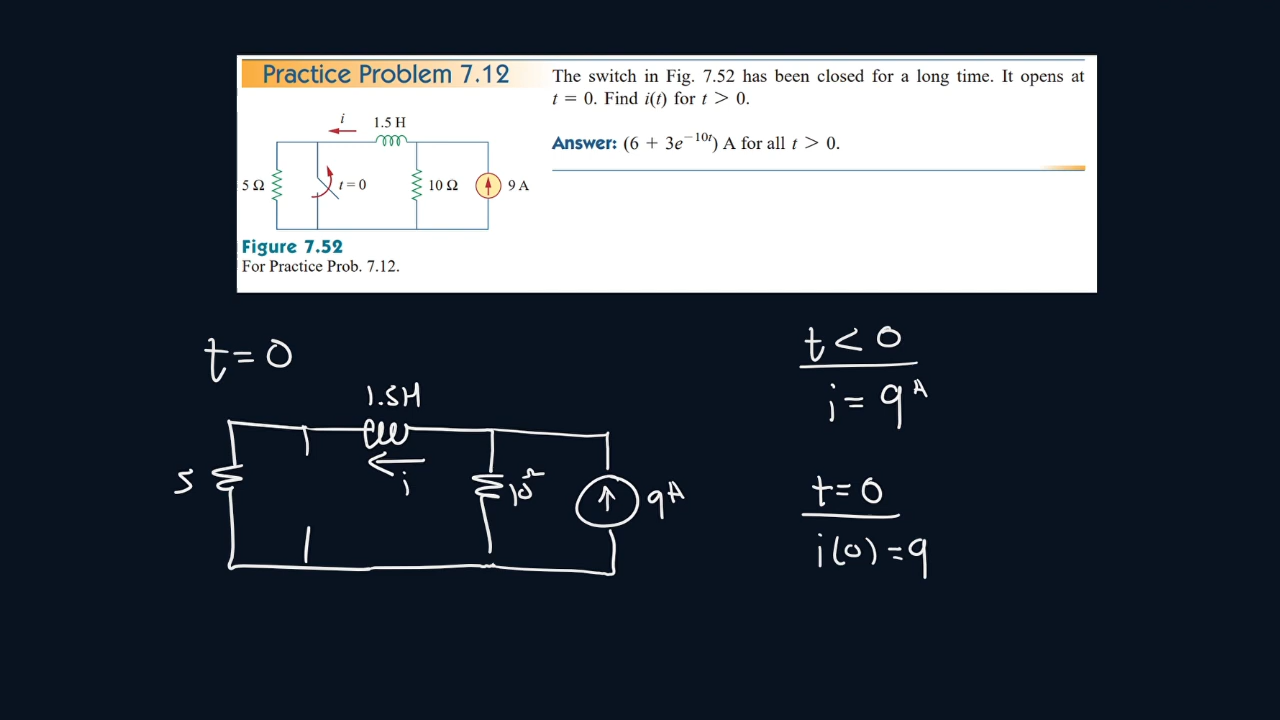 Practice Problem 7.12
The switch in Fig. 7.52 has been closed for a long time. It opens at
t = 0. Find i(t) for t > 0.
Answer: (6 + 3e^−10t) A for all t > 0.
i
1.5 H
5 Ω
t = 0
10 Ω
9 A
Figure 7.52
For Practice Prob. 7.12.
t = 0
1.5H
i
5
10Ω
9A
t < 0
i = 9A
t = 0
i(0) = 9